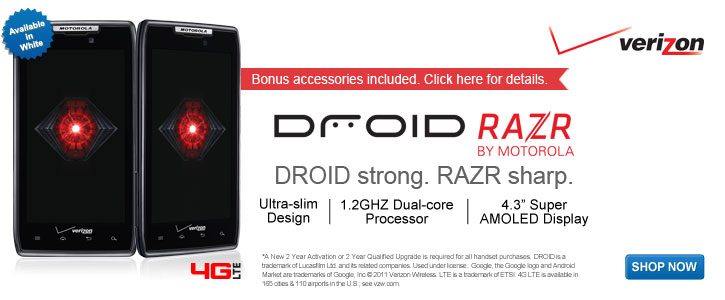 Available
in
White
MOTOROLA
MOTOROLA
verizon
verizon
4G LTE
verizon
Bonus accessories included. Click here for details.
DROID RAZR
BY MOTOROLA
DROID strong. RAZR sharp.
Ultra-slim
Design
1.2GHZ Dual-core
Processor
4.3" Super
AMOLED Display
*A New 2 Year Activation or 2 Year Qualified Upgrade is required for all handset purchases. DROID is a
trademark of Lucasfilm Ltd. and its related companies. Used under license. Google, the Google logo and Android
Market are trademarks of Google, Inc. © 2011 Verizon Wireless. LTE is a trademark of ETSI. 4G LTE is available in
165 cities & 110 airports in the U.S.; see vzw.com.
SHOP NOW